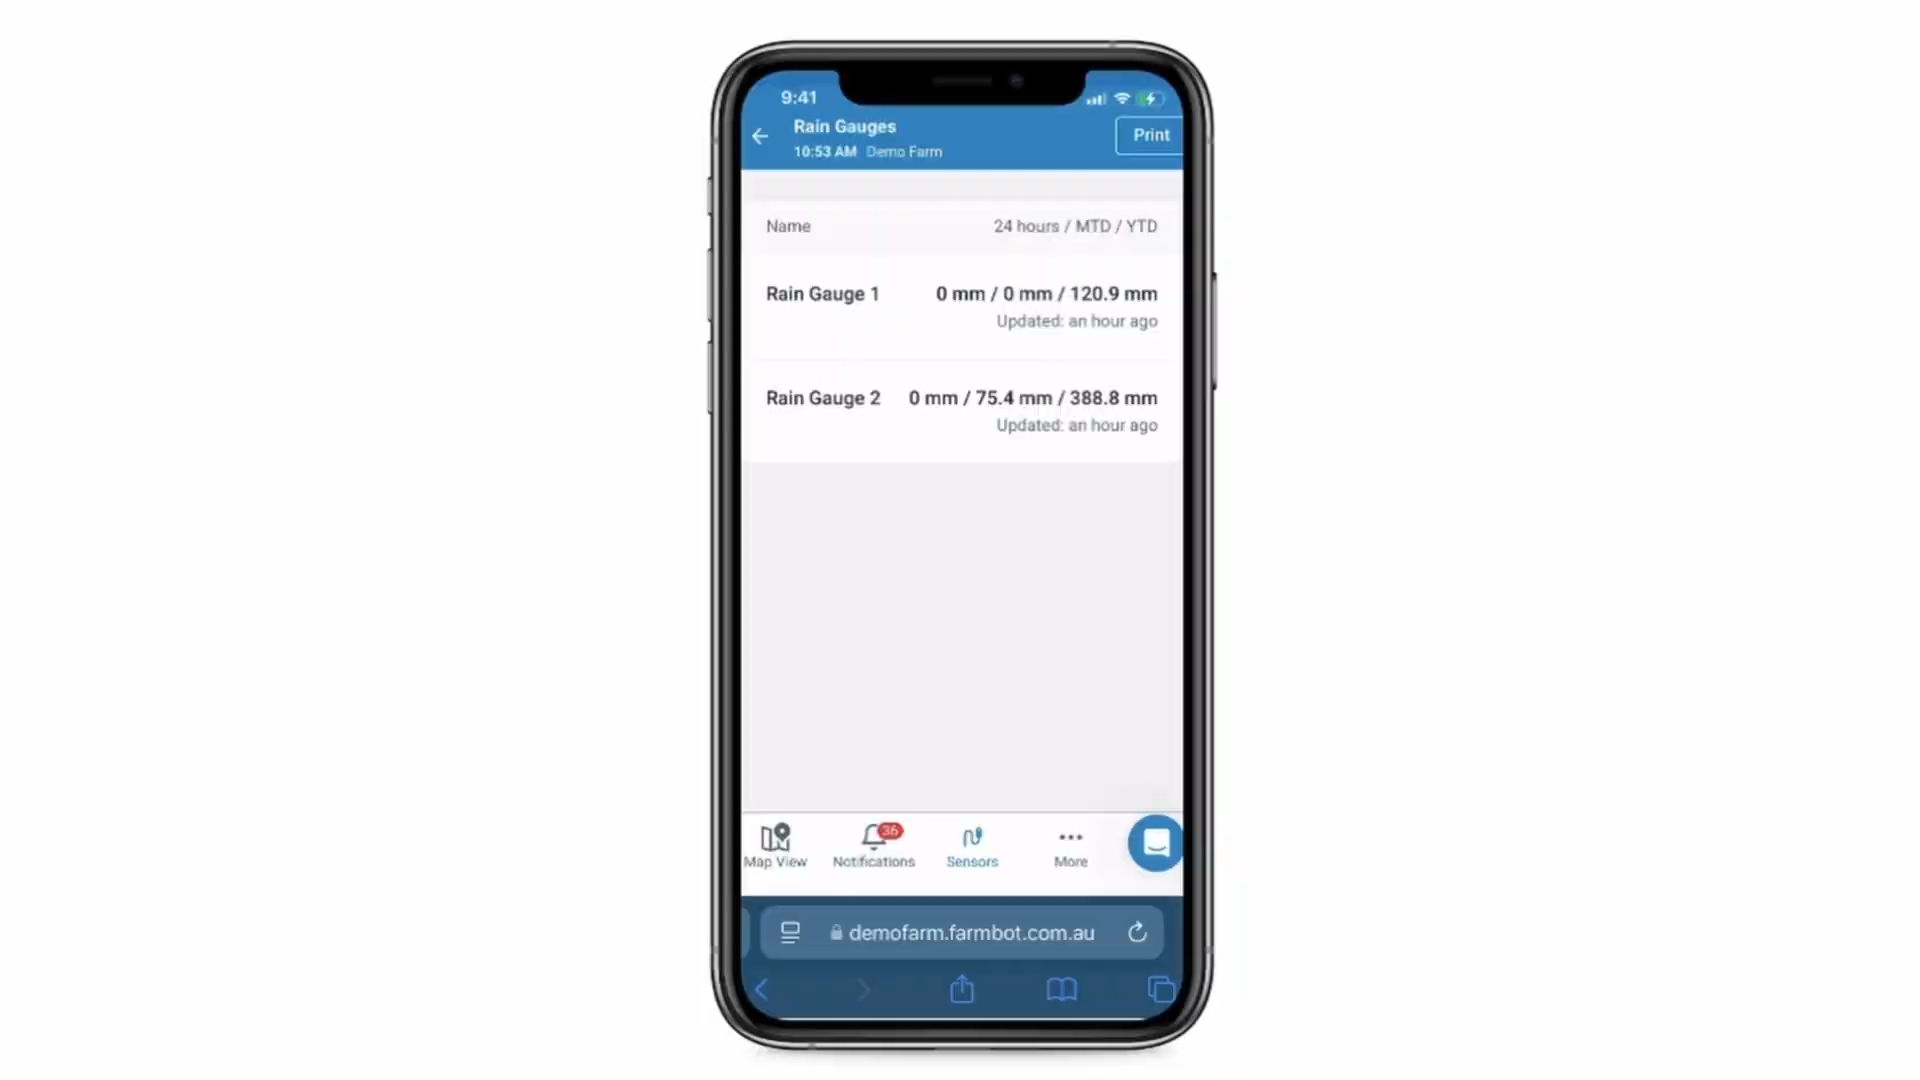 9:41
Rain Gauges
10:53 AM Demo Farm
Print
Name 24 hours / MTD / YTD
Rain Gauge 1 0 mm / 0 mm / 120.9 mm
Updated: an hour ago
Rain Gauge 2 0 mm / 75.4 mm / 388.8 mm
Updated: an hour ago
36
Map View Notifications Sensors More
demofarm.farmbot.com.au